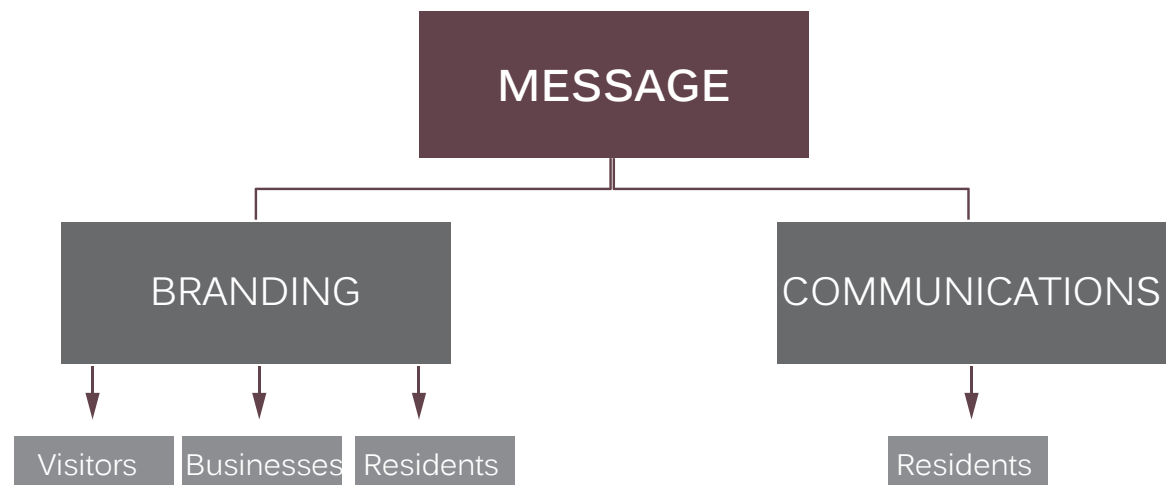 MESSAGE
BRANDING
COMMUNICATIONS
Visitors
Businesses
Residents
Residents